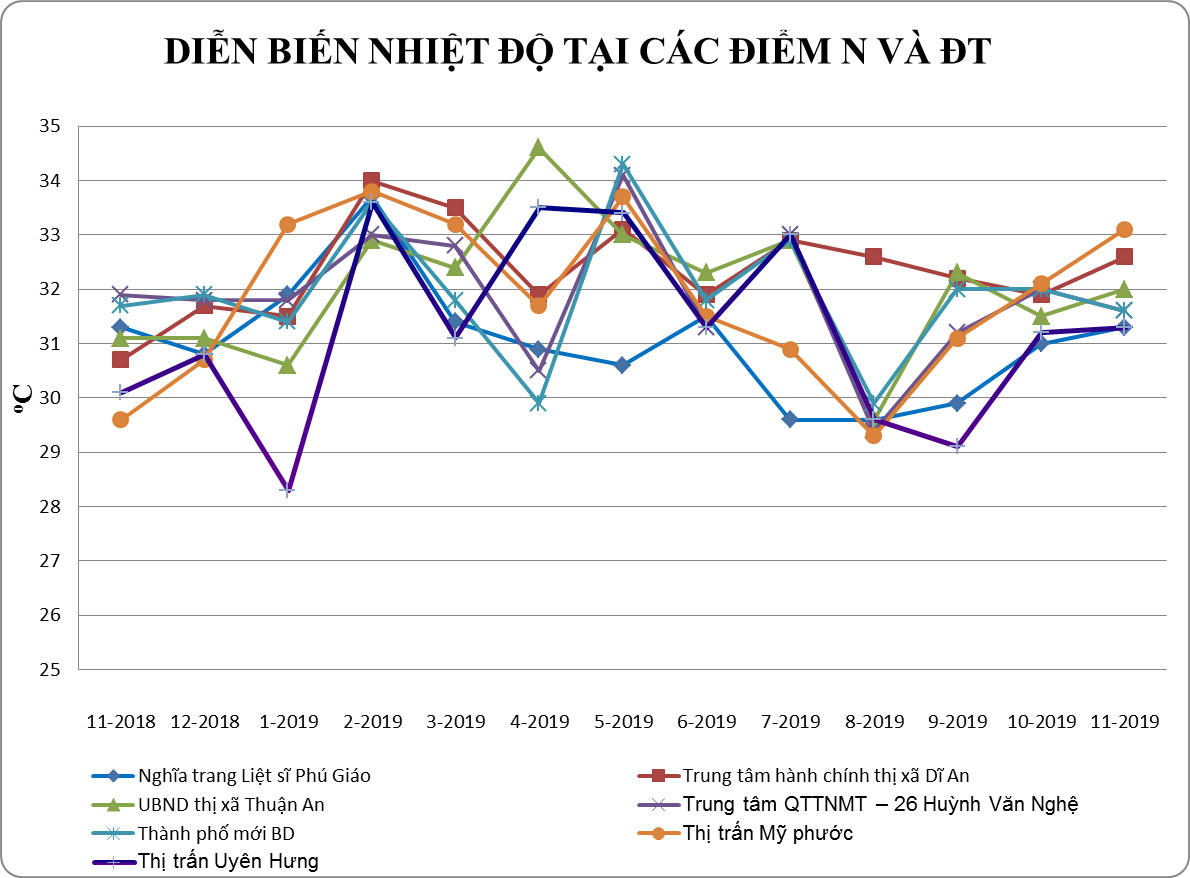 DIỄN BIẾN NHIỆT ĐỘ TẠI CÁC ĐIỂM N VÀ ĐT
35
34
33
32
31
30
29
28
27
26
25
ºC
11-2018 12-2018 1-2019 2-2019 3-2019 4-2019 5-2019 6-2019 7-2019 8-2019 9-2019 10-2019 11-2019
Nghĩa trang Liệt sĩ Phú Giáo Trung tâm hành chính thị xã Dĩ An
UBND thị xã Thuận An Trung tâm QTTNMT – 26 Huỳnh Văn Nghệ
Thành phố mới BD Thị trấn Mỹ phước
Thị trấn Uyên Hưng